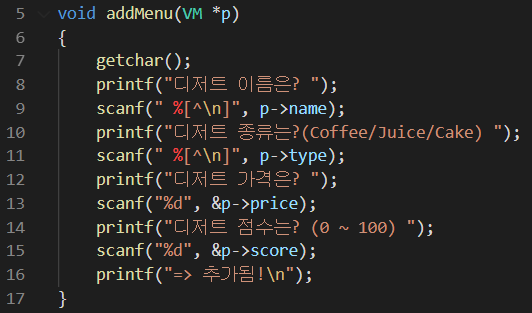 5 void addMenu(VM *p)
6 {
7 getchar();
8 printf("디저트 이름은? ");
9 scanf(" %[^\n]", p->name);
10 printf("디저트 종류는?(Coffee/Juice/Cake) ");
11 scanf(" %[^\n]", p->type);
12 printf("디저트 가격은? ");
13 scanf("%d", &p->price);
14 printf("디저트 점수는? (0 ~ 100) ");
15 scanf("%d", &p->score);
16 printf("=> 추가됨!\n");
17 }